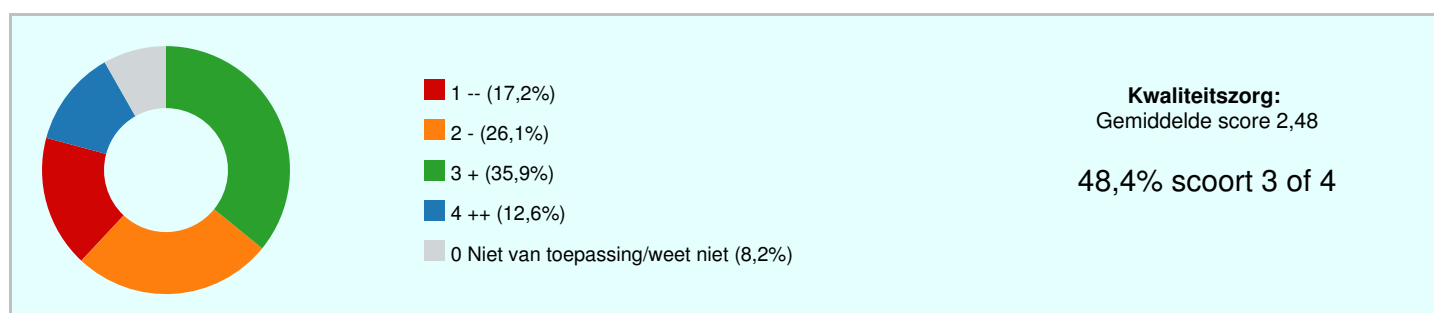 1 -- (17,2%)
2 - (26,1%)
3 + (35,9%)
4 ++ (12,6%)
0 Niet van toepassing/weet niet (8,2%)
Kwaliteitszorg:
Gemiddelde score 2,48
48,4% scoort 3 of 4